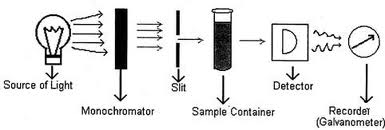 Source of Light
Monochromator
Slit
Sample Container
Detector
Recorder
(Galvanometer)